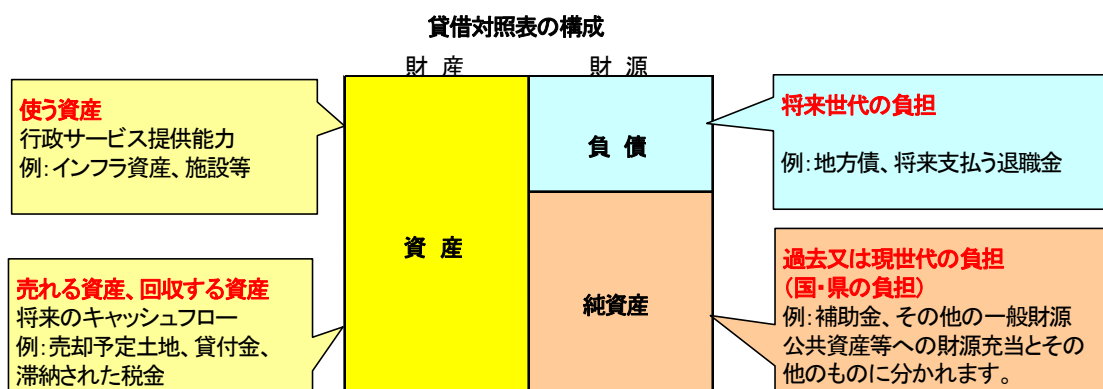 貸借対照表の構成
財 産
財 源
使う資産
行政サービス提供能力
例：インフラ資産、施設等
売れる資産、回収する資産
将来のキャッシュフロー
例：売却予定土地、貸付金、
滞納された税金
資 産
負 債
純資産
将来世代の負担
例：地方債、将来支払う退職金
過去又は現世代の負担
（国・県の負担）
例：補助金、その他の一般財源
公共資産等への財源充当とその
他のものに分かれます。